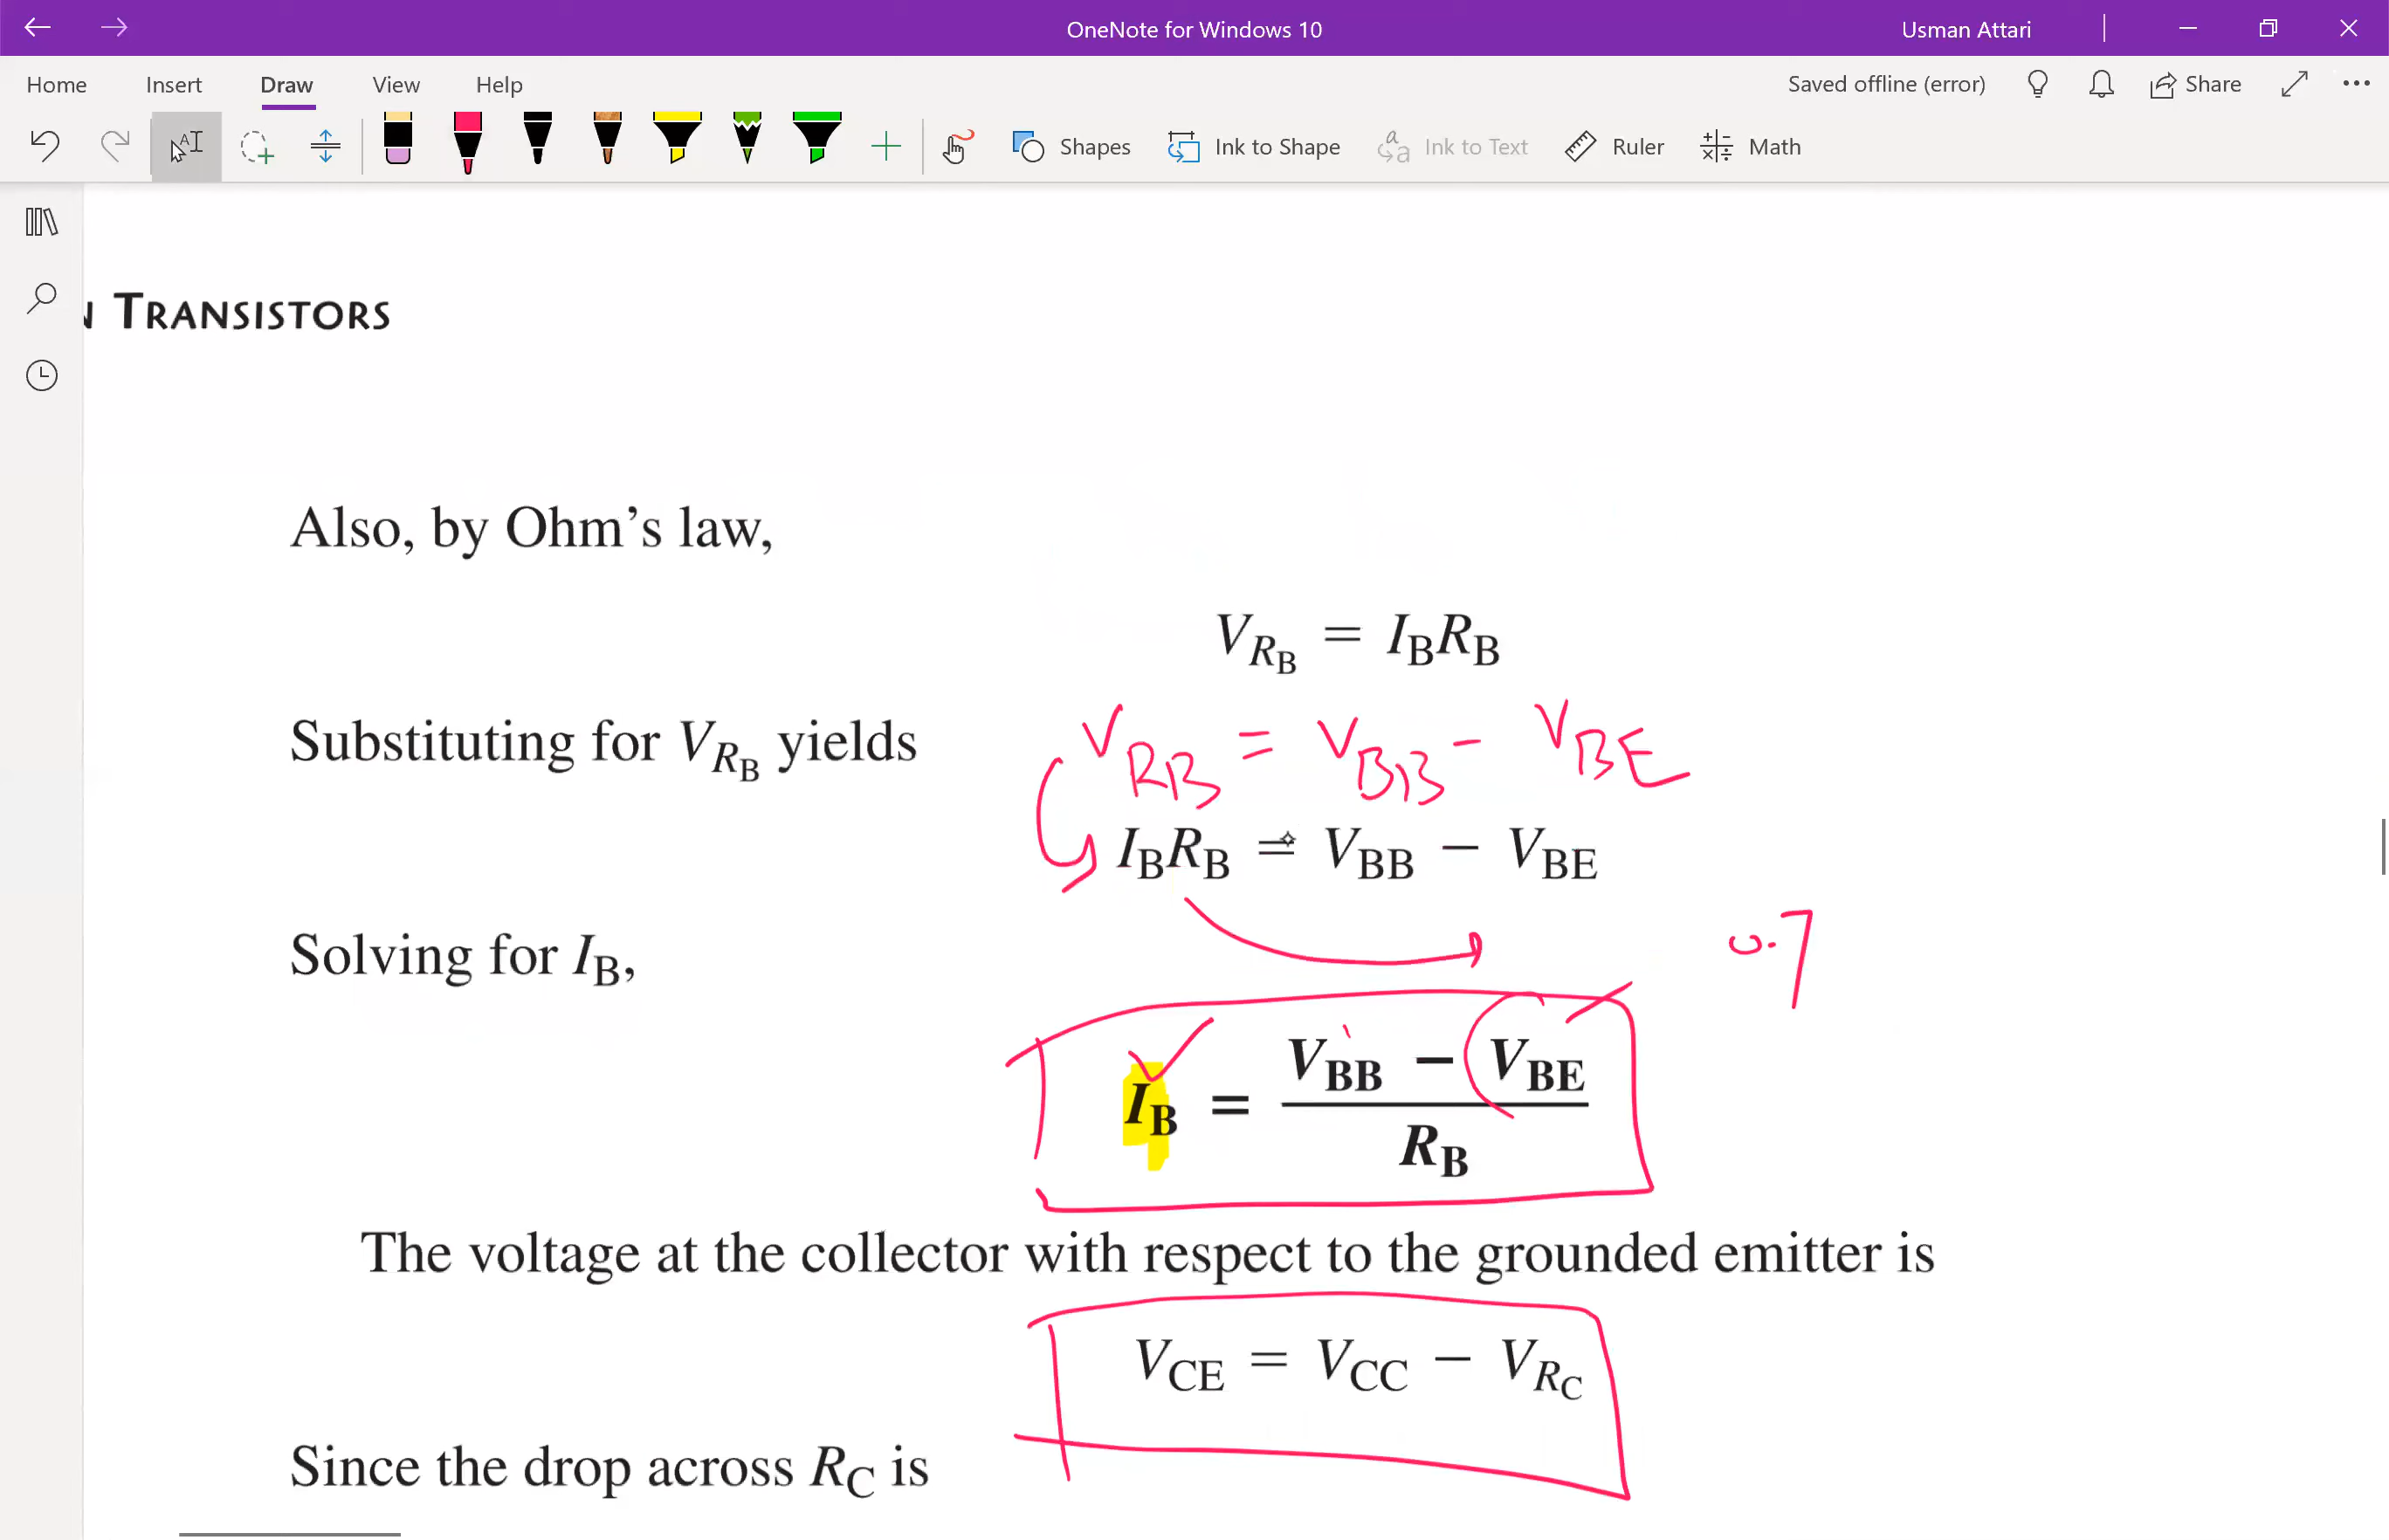 OneNote for Windows 10
Usman Attari
Home Insert Draw View Help
Saved offline (error) Share
Shapes Ink to Shape Ink to Text Ruler Math
TRANSISTORS
Also, by Ohm's law,
V_{R_B} = I_B R_B
Substituting for V_{R_B} yields
V_{RB} = V_{BB} - V_{BE}
I_B R_B = V_{BB} − V_{BE}
Solving for I_B,
0.7
I_B = \frac{V_{BB} − V_{BE}}{R_B}
The voltage at the collector with respect to the grounded emitter is
V_{CE} = V_{CC} − V_{R_C}
Since the drop across R_C is